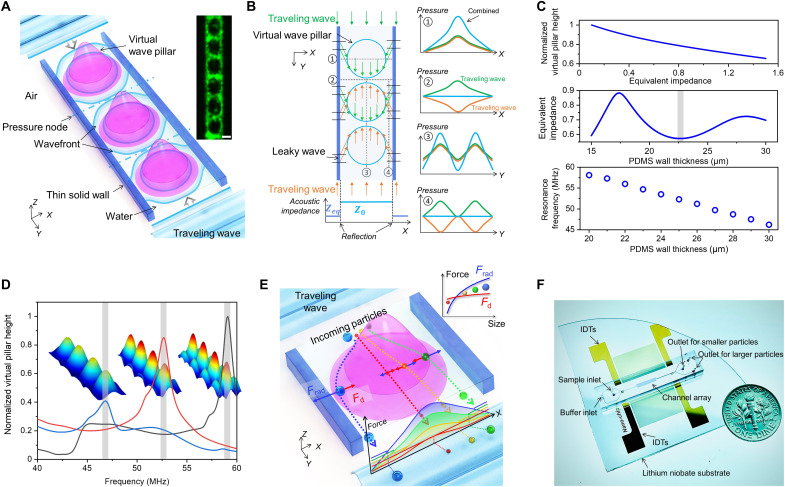 A
Virtual
wave pillar
Air
Pressure node
Wavefront
Thin solid wall
Water
Traveling wave
Z
X
Y
B
Traveling wave
Virtual wave pillar
X
Y
①
②
③
④
Leaky wave
Traveling wave
Acoustic
impedance
Zeq
Z0
Reflection
Pressure
①
Combined
X
Pressure
②
Traveling wave
Traveling wave
X
Pressure
③
X
Pressure
④
X
C
Normalized
virtual pillar height
1
0.8
0.6
0.4
0
0.4
0.8
1.2
1.6
Equivalent impedance
Equivalent
impedance
0.9
0.8
0.7
0.6
15
20
25
30
PDMS wall thickness (µm)
Resonance
frequency (MHz)
60
55
50
45
20
22
24
26
28
30
PDMS wall thickness (µm)
D
Normalized virtual pillar height
1
0.8
0.6
0.4
0.2
0
40
45
50
55
60
Frequency (MHz)
E
Traveling
wave
Incoming particles
Force
Frad
Fd
Size
Frad
Fd
Force
X
Z
X
Y
F
IDTs
Outlet for smaller particles
Outlet for larger particles
Sample inlet
Buffer inlet
Channel array
IDTs
Lithium niobate substrate
ONE DIME